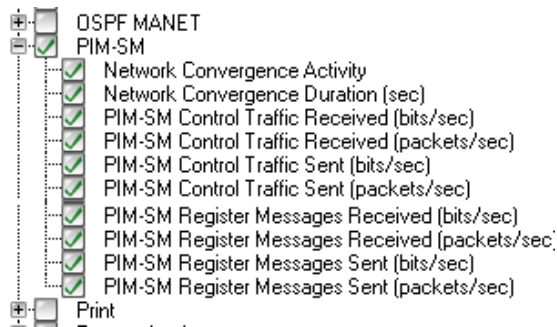 OSPF MANET
PIM-SM
Network Convergence Activity
Network Convergence Duration (sec)
PIM-SM Control Traffic Received (bits/sec)
PIM-SM Control Traffic Received (packets/sec)
PIM-SM Control Traffic Sent (bits/sec)
PIM-SM Control Traffic Sent (packets/sec)
PIM-SM Register Messages Received (bits/sec)
PIM-SM Register Messages Received (packets/sec)
PIM-SM Register Messages Sent (bits/sec)
PIM-SM Register Messages Sent (packets/sec)
Print